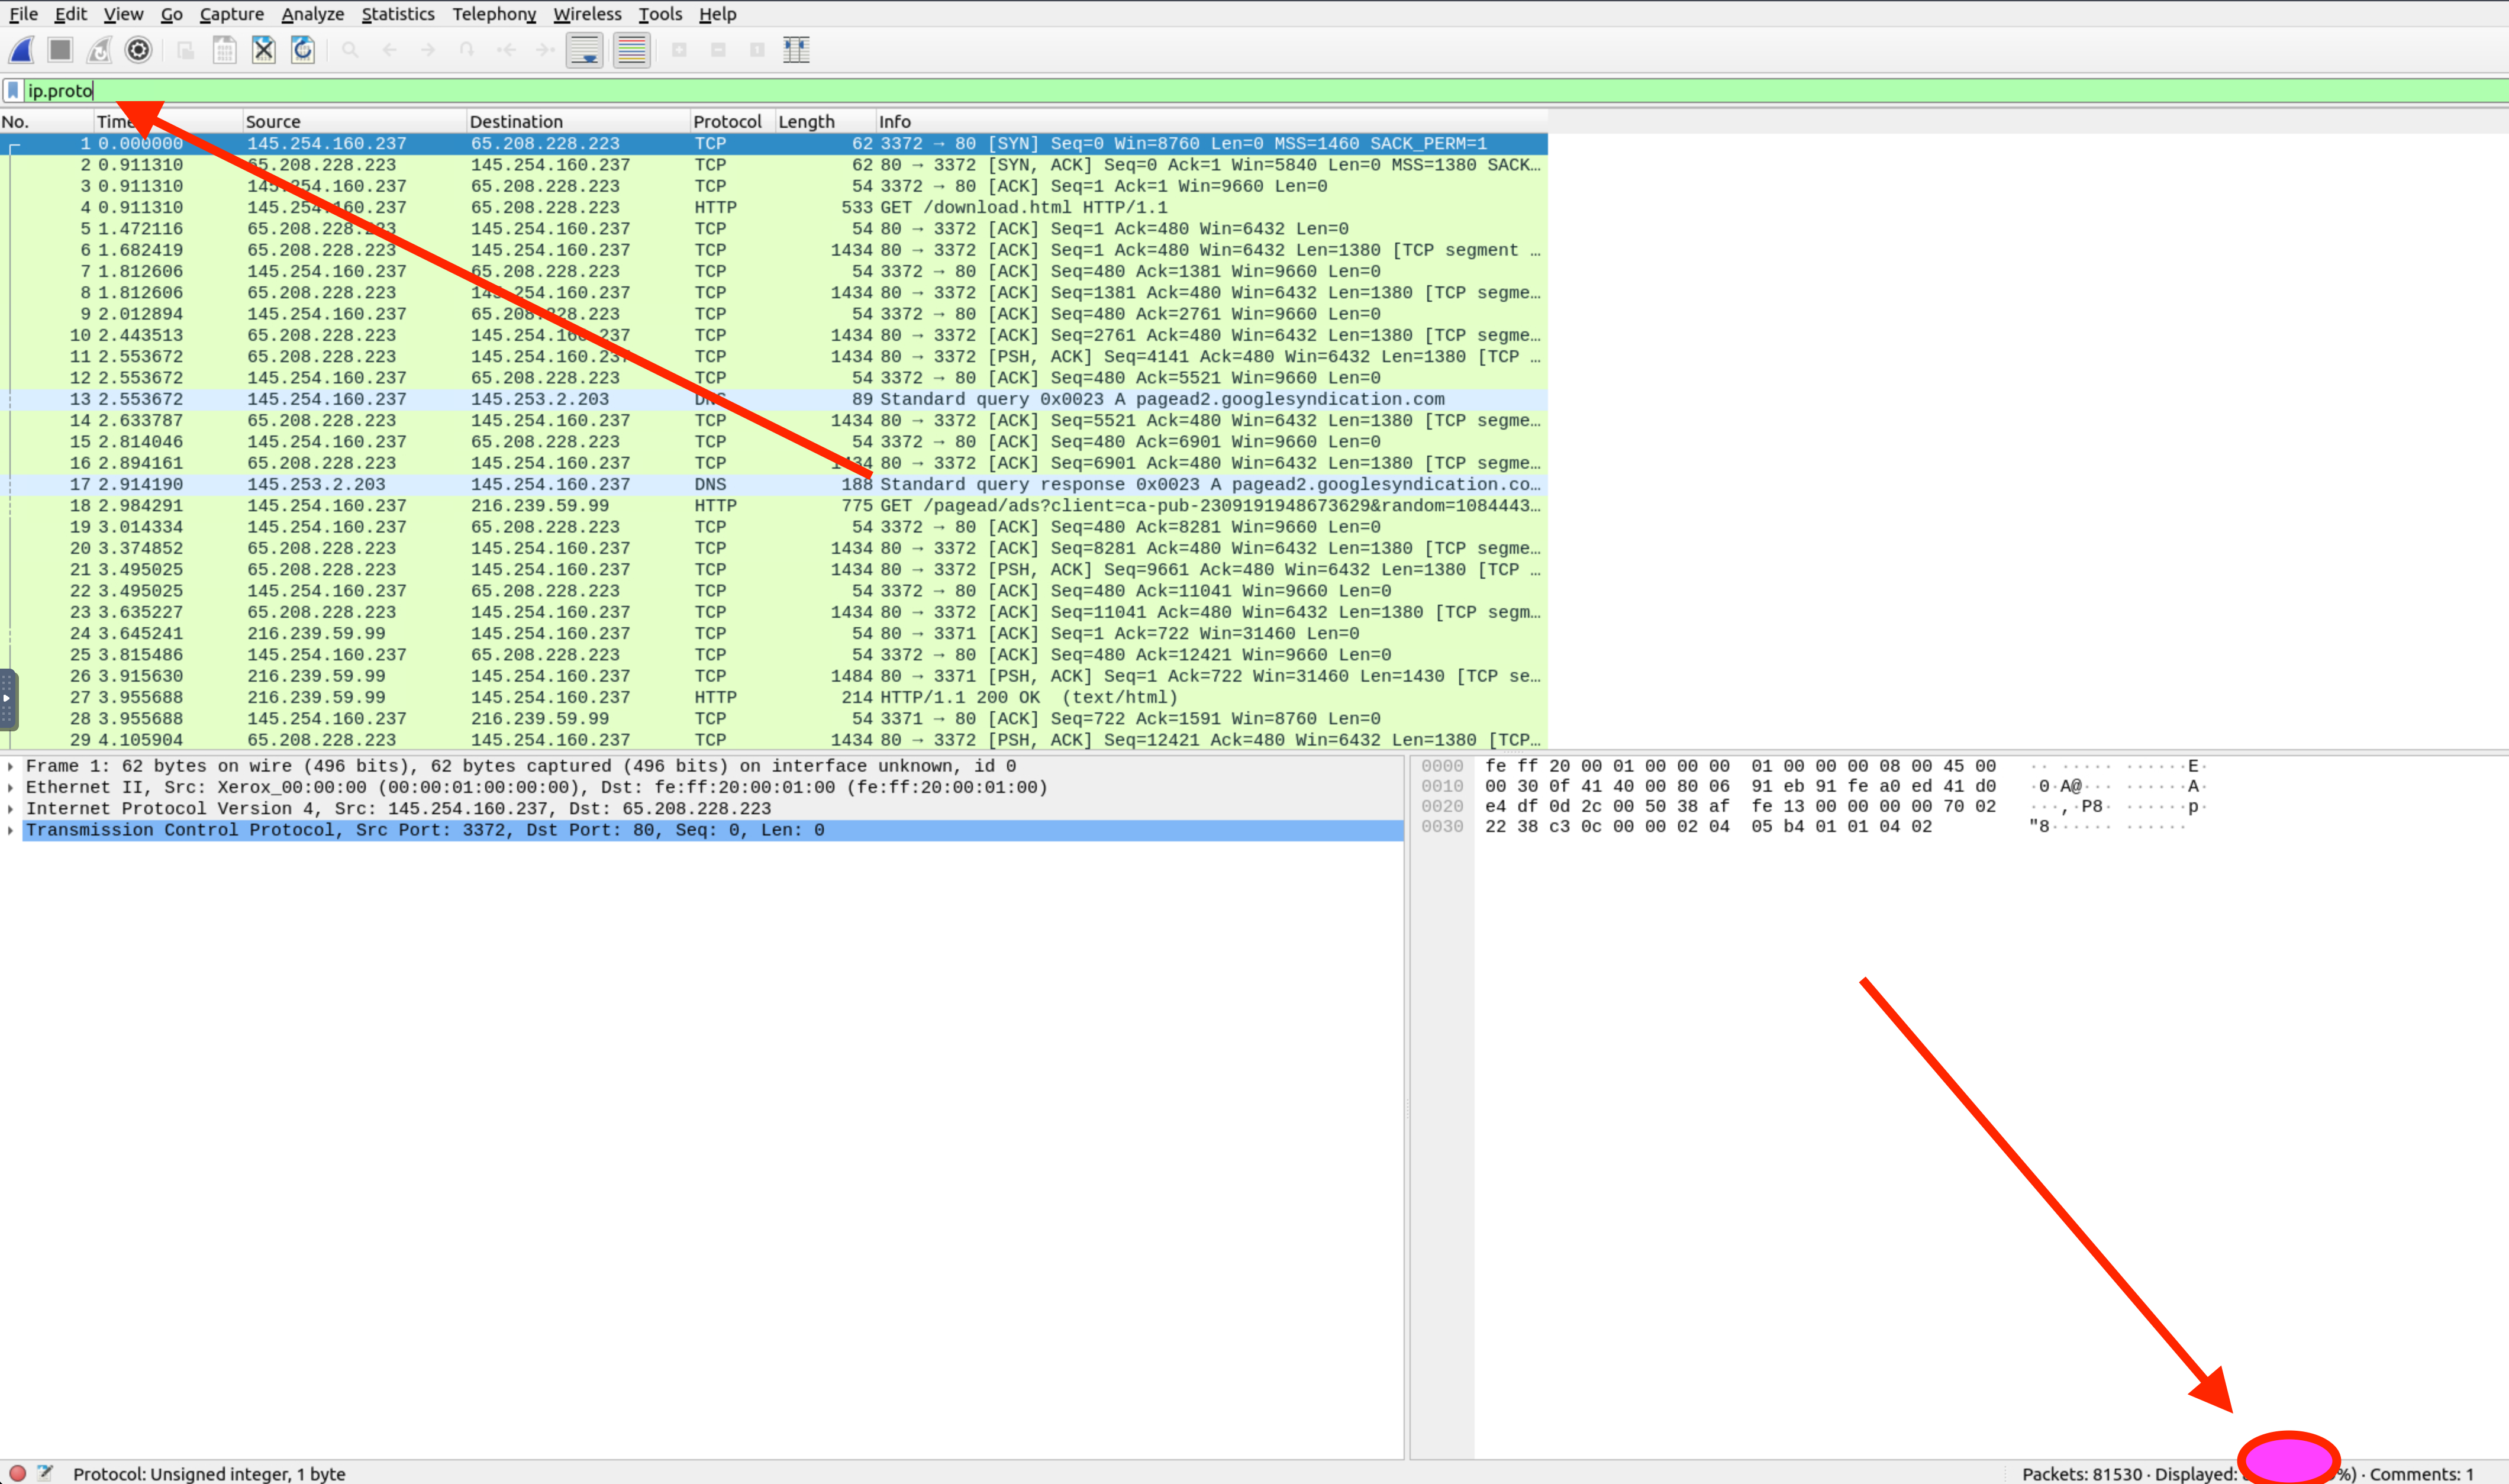 File Edit View Go Capture Analyze Statistics Telephony Wireless Tools Help
ip.proto
No. Time Source Destination Protocol Length Info
1 0.000000 145.254.160.237 65.208.228.223 TCP 62 3372 → 80 [SYN] Seq=0 Win=8760 Len=0 MSS=1460 SACK_PERM=1
2 0.911310 65.208.228.223 145.254.160.237 TCP 62 80 → 3372 [SYN, ACK] Seq=0 Ack=1 Win=5840 Len=0 MSS=1380 SACK…
3 0.911310 145.254.160.237 65.208.228.223 TCP 54 3372 → 80 [ACK] Seq=1 Ack=1 Win=9660 Len=0
4 0.911310 145.254.160.237 65.208.228.223 HTTP 533 GET /download.html HTTP/1.1
5 1.472116 65.208.228.223 145.254.160.237 TCP 54 80 → 3372 [ACK] Seq=1 Ack=480 Win=6432 Len=0
6 1.682419 65.208.228.223 145.254.160.237 TCP 1434 80 → 3372 [ACK] Seq=1 Ack=480 Win=6432 Len=1380 [TCP segment …
7 1.812606 145.254.160.237 65.208.228.223 TCP 54 3372 → 80 [ACK] Seq=480 Ack=1381 Win=9660 Len=0
8 1.812606 65.208.228.223 145.254.160.237 TCP 1434 80 → 3372 [ACK] Seq=1381 Ack=480 Win=6432 Len=1380 [TCP segme…
9 2.012894 145.254.160.237 65.208.228.223 TCP 54 3372 → 80 [ACK] Seq=480 Ack=2761 Win=9660 Len=0
10 2.443513 65.208.228.223 145.254.160.237 TCP 1434 80 → 3372 [ACK] Seq=2761 Ack=480 Win=6432 Len=1380 [TCP segme…
11 2.553672 65.208.228.223 145.254.160.237 TCP 1434 80 → 3372 [PSH, ACK] Seq=4141 Ack=480 Win=6432 Len=1380 [TCP …
12 2.553672 145.254.160.237 65.208.228.223 TCP 54 3372 → 80 [ACK] Seq=480 Ack=5521 Win=9660 Len=0
13 2.553672 145.254.160.237 145.253.2.203 DNS 89 Standard query 0x0023 A pagead2.googlesyndication.com
14 2.633787 65.208.228.223 145.254.160.237 TCP 1434 80 → 3372 [ACK] Seq=5521 Ack=480 Win=6432 Len=1380 [TCP segme…
15 2.814046 145.254.160.237 65.208.228.223 TCP 54 3372 → 80 [ACK] Seq=480 Ack=6901 Win=9660 Len=0
16 2.894161 65.208.228.223 145.254.160.237 TCP 1434 80 → 3372 [ACK] Seq=6901 Ack=480 Win=6432 Len=1380 [TCP segme…
17 2.914190 145.253.2.203 145.254.160.237 DNS 188 Standard query response 0x0023 A pagead2.googlesyndication.co…
18 2.984291 145.254.160.237 216.239.59.99 HTTP 775 GET /pagead/ads?client=ca-pub-2309191948673629&random=1084443…
19 3.014334 145.254.160.237 65.208.228.223 TCP 54 3372 → 80 [ACK] Seq=480 Ack=8281 Win=9660 Len=0
20 3.374852 65.208.228.223 145.254.160.237 TCP 1434 80 → 3372 [ACK] Seq=8281 Ack=480 Win=6432 Len=1380 [TCP segme…
21 3.495025 65.208.228.223 145.254.160.237 TCP 1434 80 → 3372 [PSH, ACK] Seq=9661 Ack=480 Win=6432 Len=1380 [TCP …
22 3.495025 145.254.160.237 65.208.228.223 TCP 54 3372 → 80 [ACK] Seq=480 Ack=11041 Win=9660 Len=0
23 3.635227 65.208.228.223 145.254.160.237 TCP 1434 80 → 3372 [ACK] Seq=11041 Ack=480 Win=6432 Len=1380 [TCP segm…
24 3.645241 216.239.59.99 145.254.160.237 TCP 54 80 → 3371 [ACK] Seq=1 Ack=722 Win=31460 Len=0
25 3.815486 145.254.160.237 65.208.228.223 TCP 54 3372 → 80 [ACK] Seq=480 Ack=12421 Win=9660 Len=0
26 3.915630 216.239.59.99 145.254.160.237 TCP 1484 80 → 3371 [PSH, ACK] Seq=1 Ack=722 Win=31460 Len=1430 [TCP se…
27 3.955688 216.239.59.99 145.254.160.237 HTTP 214 HTTP/1.1 200 OK (text/html)
28 3.955688 145.254.160.237 216.239.59.99 TCP 54 3371 → 80 [ACK] Seq=722 Ack=1591 Win=8760 Len=0
29 4.105904 65.208.228.223 145.254.160.237 TCP 1434 80 → 3372 [PSH, ACK] Seq=12421 Ack=480 Win=6432 Len=1380 [TCP…
Frame 1: 62 bytes on wire (496 bits), 62 bytes captured (496 bits) on interface unknown, id 0
Ethernet II, Src: Xerox_00:00:00 (00:00:01:00:00:00), Dst: fe:ff:20:00:01:00 (fe:ff:20:00:01:00)
Internet Protocol Version 4, Src: 145.254.160.237, Dst: 65.208.228.223
Transmission Control Protocol, Src Port: 3372, Dst Port: 80, Seq: 0, Len: 0
0000 fe ff 20 00 01 00 00 00 01 00 00 00 08 00 45 00 ·· ····· ······E·
0010 00 30 0f 41 40 00 80 06 91 eb 91 fe a0 ed 41 d0 ·0·A@··· ······A·
0020 e4 df 0d 2c 00 50 38 af fe 13 00 00 00 00 70 02 ···,·P8· ······p·
0030 22 38 c3 0c 00 00 02 04 05 b4 01 01 04 02 "8······ ······
Protocol: Unsigned integer, 1 byte
Packets: 81530 · Displayed: %) · Comments: 1